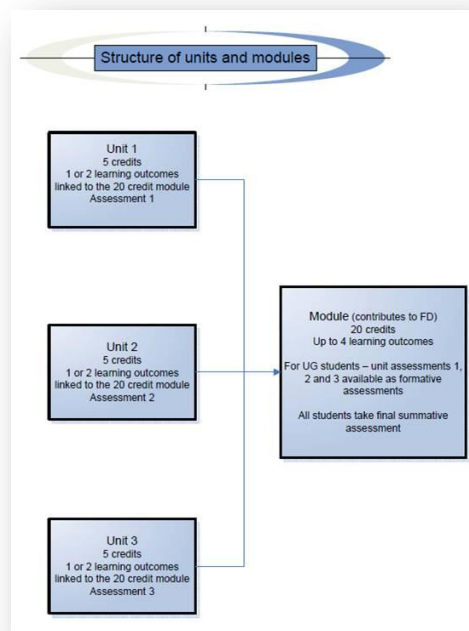 Structure of units and modules
Unit 1
5 credits
1 or 2 learning outcomes
linked to the 20 credit module
Assessment 1
Unit 2
5 credits
1 or 2 learning outcomes
linked to the 20 credit module
Assessment 2
Unit 3
5 credits
1 or 2 learning outcomes
linked to the 20 credit module
Assessment 3
Module (contributes to FD)
20 credits
Up to 4 learning outcomes
For UG students – unit assessments 1,
2 and 3 available as formative
assessments
All students take final summative
assessment